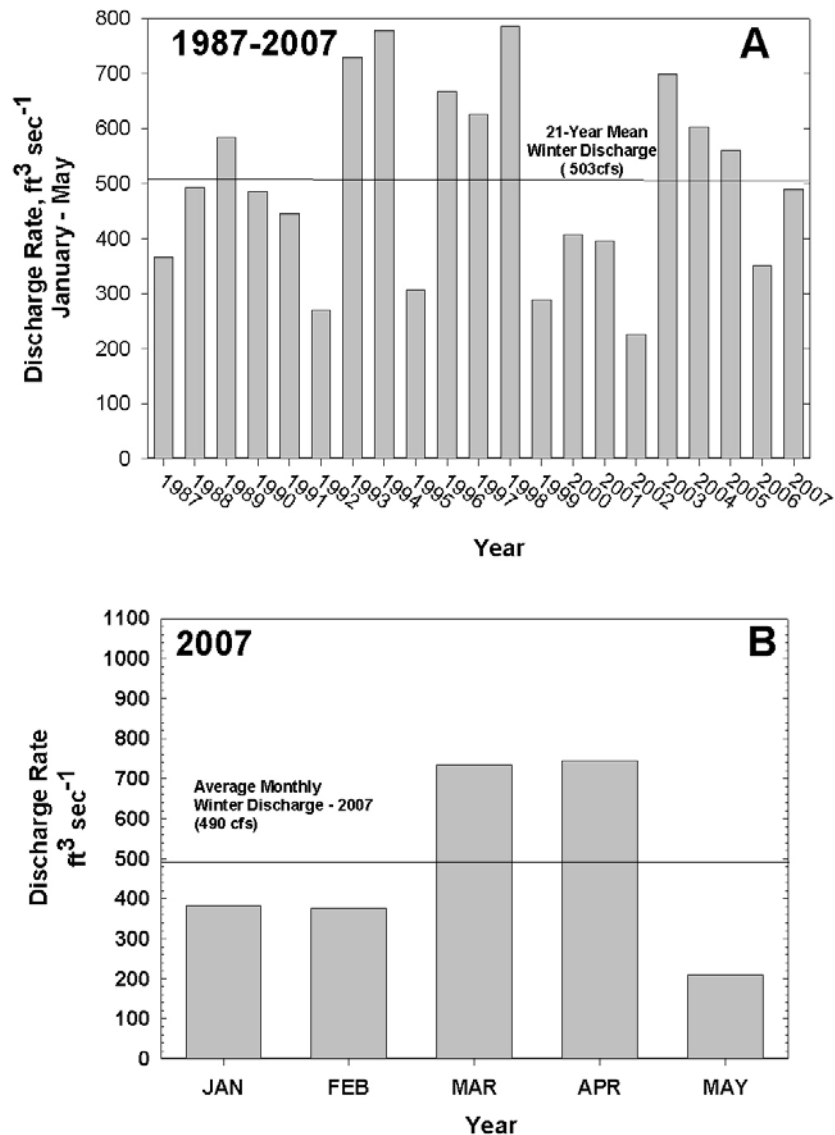 1987-2007
A
800
700
600
500
400
300
200
100
0
Discharge Rate, ft³ sec⁻¹
January - May
21-Year Mean
Winter Discharge
( 503cfs)
1987
1988
1989
1990
1991
1992
1993
1994
1995
1996
1997
1998
1999
2000
2001
2002
2003
2004
2005
2006
2007
Year
2007
B
1100
1000
900
800
700
600
500
400
300
200
100
0
Discharge Rate
ft³ sec⁻¹
Average Monthly
Winter Discharge - 2007
(490 cfs)
JAN FEB MAR APR MAY
Year